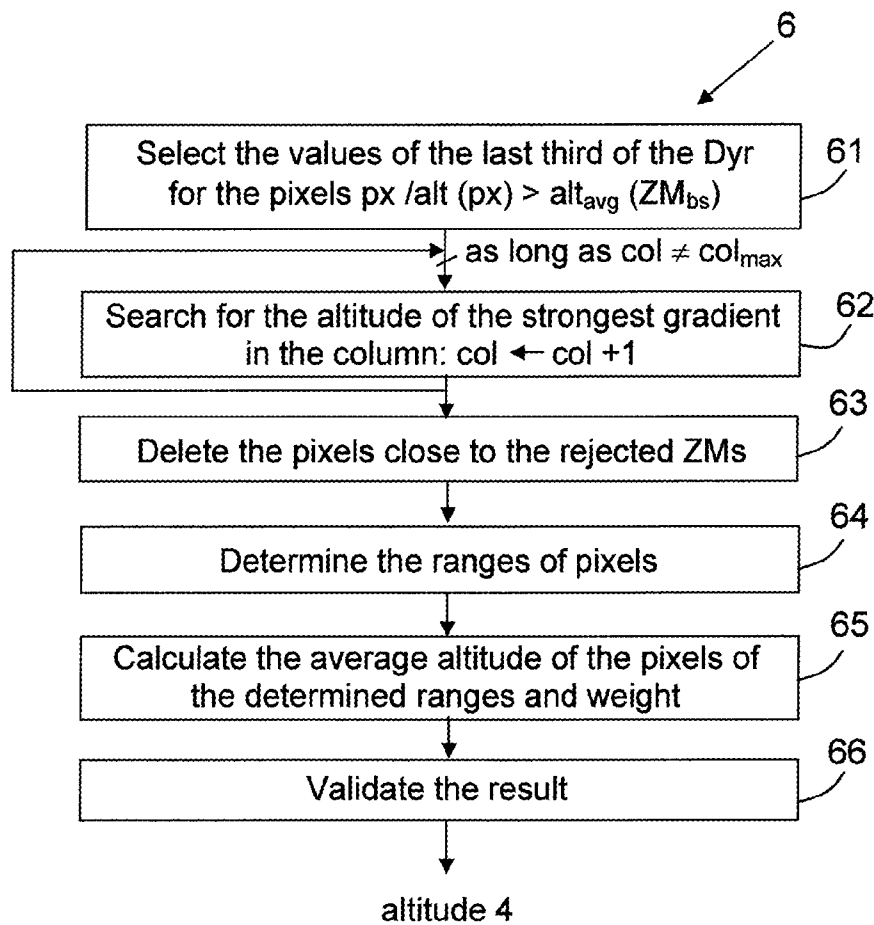 6
Select the values of the last third of the Dyr
for the pixels px /alt (px) > alt_avg (ZM_bs)
61
as long as col ≠ col_max
Search for the altitude of the strongest gradient
in the column: col ← col +1
62
Delete the pixels close to the rejected ZMs
63
Determine the ranges of pixels
64
Calculate the average altitude of the pixels of
the determined ranges and weight
65
Validate the result
66
altitude 4